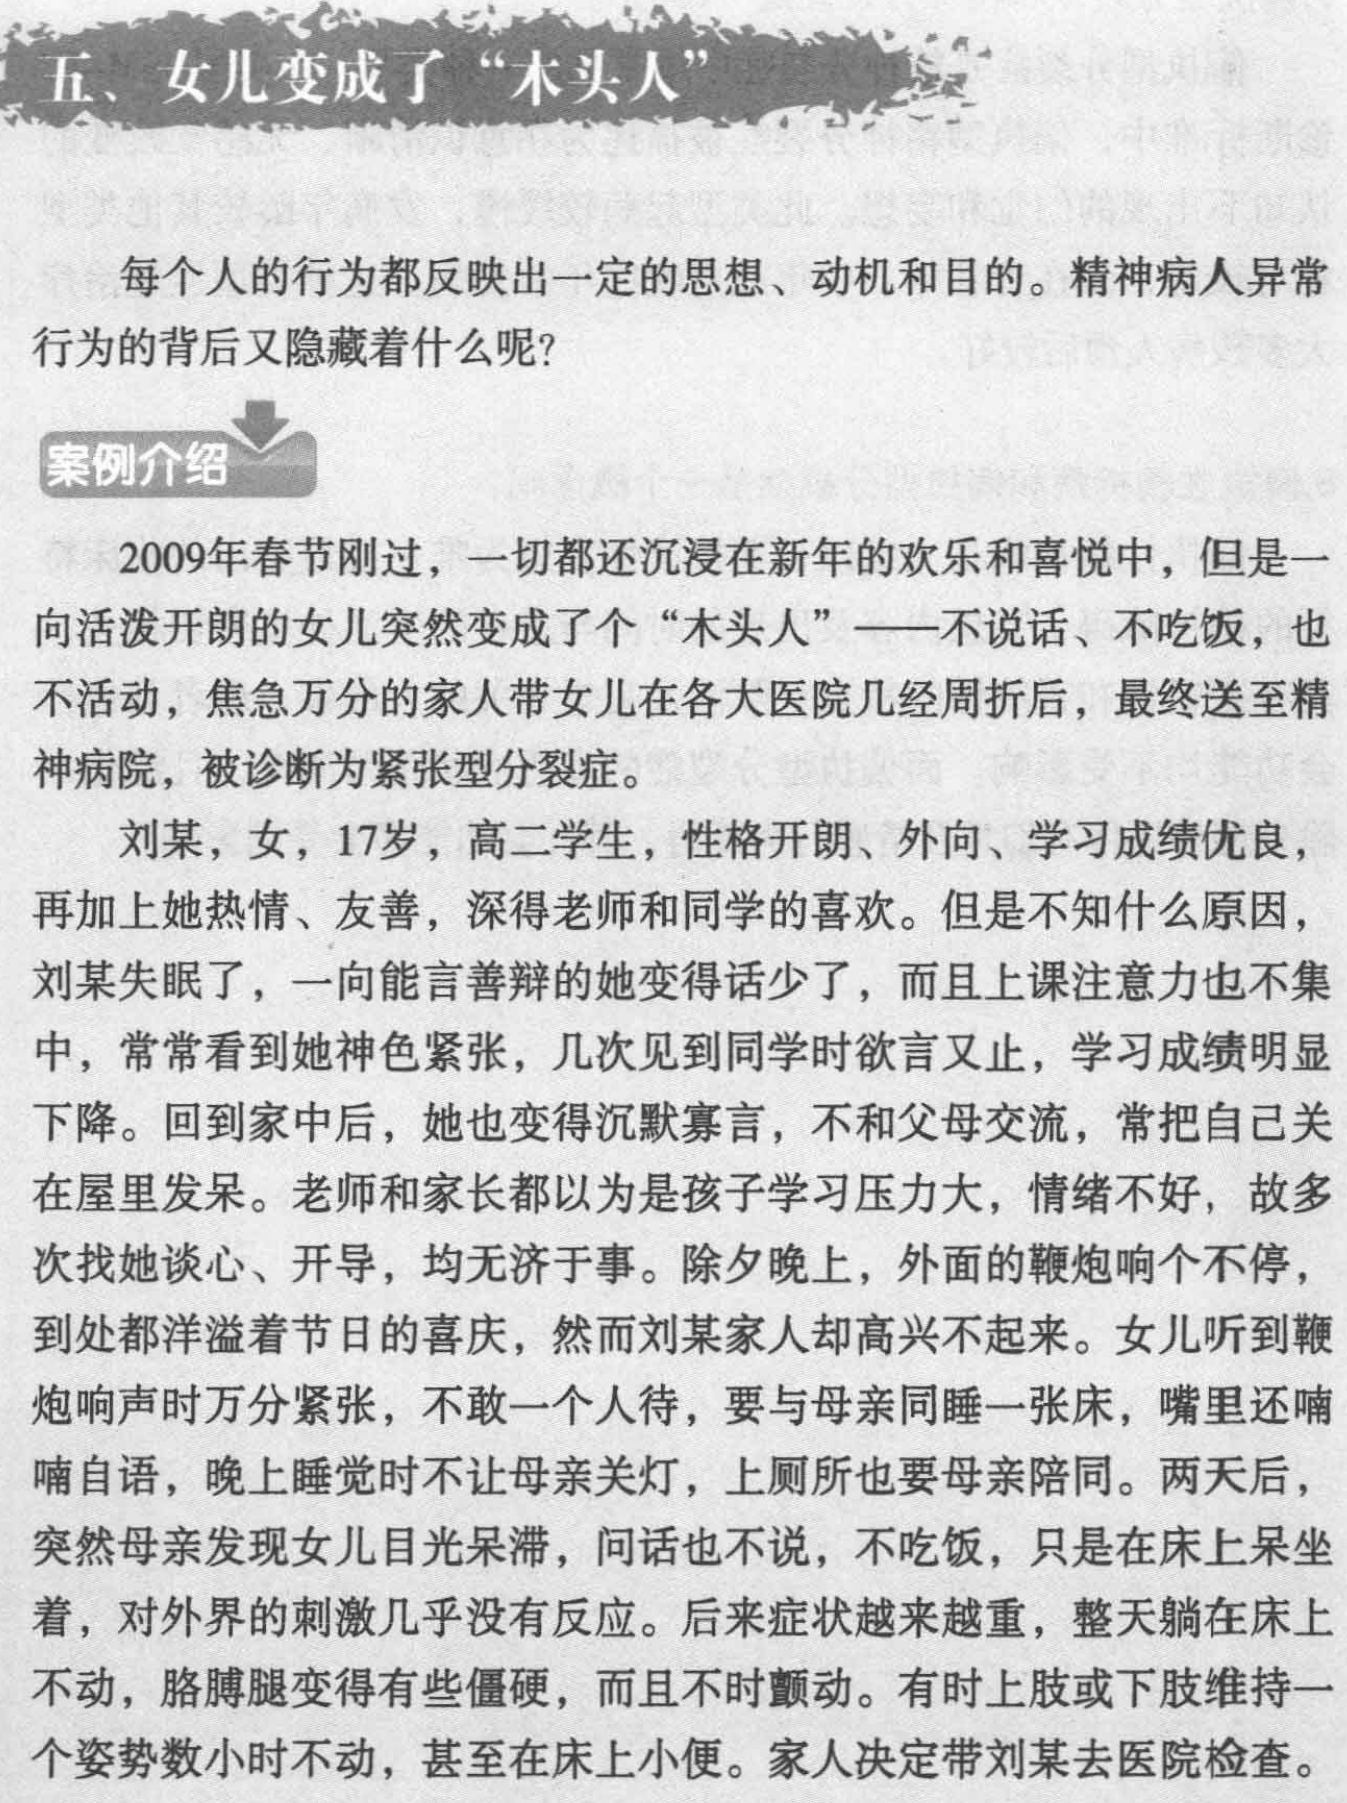 五、女儿变成了“木头人”
每个人的行为都反映出一定的思想、动机和目的。精神病人异常
行为的背后又隐藏着什么呢？
案例介绍
2009年春节刚过，一切都还沉浸在新年的欢乐和喜悦中，但是一
向活泼开朗的女儿突然变成了个“木头人”——不说话、不吃饭，也
不活动，焦急万分的家人带女儿在各大医院几经周折后，最终送至精
神病院，被诊断为紧张型分裂症。
刘某，女，17岁，高二学生，性格开朗、外向、学习成绩优良，
再加上她热情、友善，深得老师和同学的喜欢。但是不知什么原因，
刘某失眠了，一向能言善辩的她变得话少了，而且上课注意力也不集
中，常常看到她神色紧张，几次见到同学时欲言又止，学习成绩明显
下降。回到家中后，她也变得沉默寡言，不和父母交流，常把自己关
在屋里发呆。老师和家长都以为是孩子学习压力大，情绪不好，故多
次找她谈心、开导，均无济于事。除夕晚上，外面的鞭炮响个不停，
到处都洋溢着节日的喜庆，然而刘某家人却高兴不起来。女儿听到鞭
炮响声时万分紧张，不敢一个人待，要与母亲同睡一张床，嘴里还喃
喃自语，晚上睡觉时不让母亲关灯，上厕所也要母亲陪同。两天后，
突然母亲发现女儿目光呆滞，问话也不说，不吃饭，只是在床上呆坐
着，对外界的刺激几乎没有反应。后来症状越来越重，整天躺在床上
不动，胳膊腿变得有些僵硬，而且不时颤动。有时上肢或下肢维持一
个姿势数小时不动，甚至在床上小便。家人决定带刘某去医院检查。